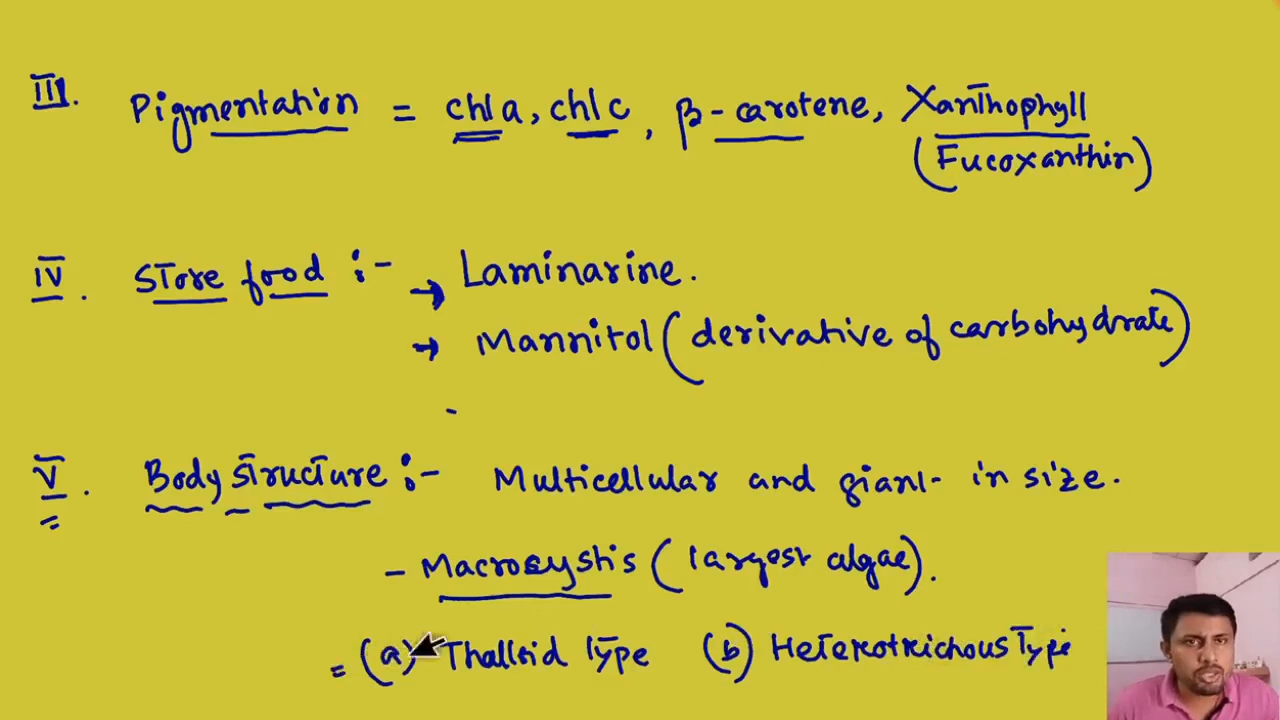 III. Pigmentation = chl a, chl c, β-carotene, Xanthophyll
(Fucoxanthin)
IV. Store food :- → Laminarine.
→ Mannitol (derivative of carbohydrate)
-
V. Body structure :- Multicellular and giant in size.
- Macrosystis (largest algae).
= (a) Thalloid Type (b) Heterotrichous Type